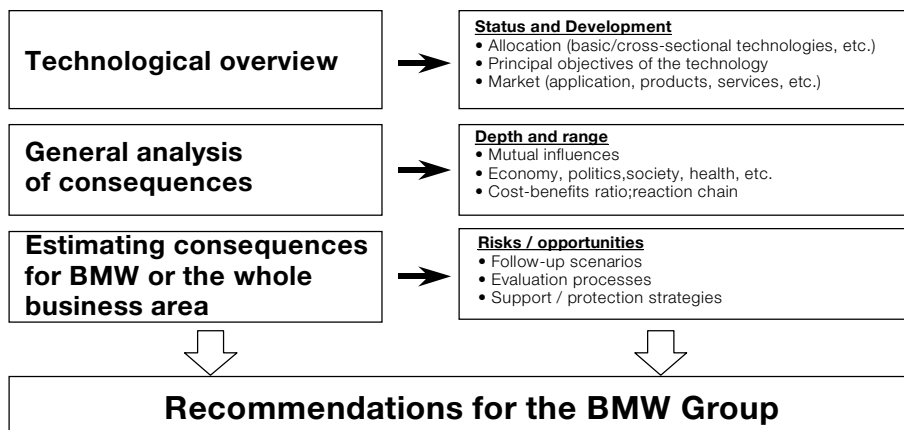 Technological overview
Status and Development
• Allocation (basic/cross-sectional technologies, etc.)
• Principal objectives of the technology
• Market (application, products, services, etc.)
General analysis
of consequences
Depth and range
• Mutual influences
• Economy, politics,society, health, etc.
• Cost-benefits ratio;reaction chain
Estimating consequences
for BMW or the whole
business area
Risks / opportunities
• Follow-up scenarios
• Evaluation processes
• Support / protection strategies
Recommendations for the BMW Group